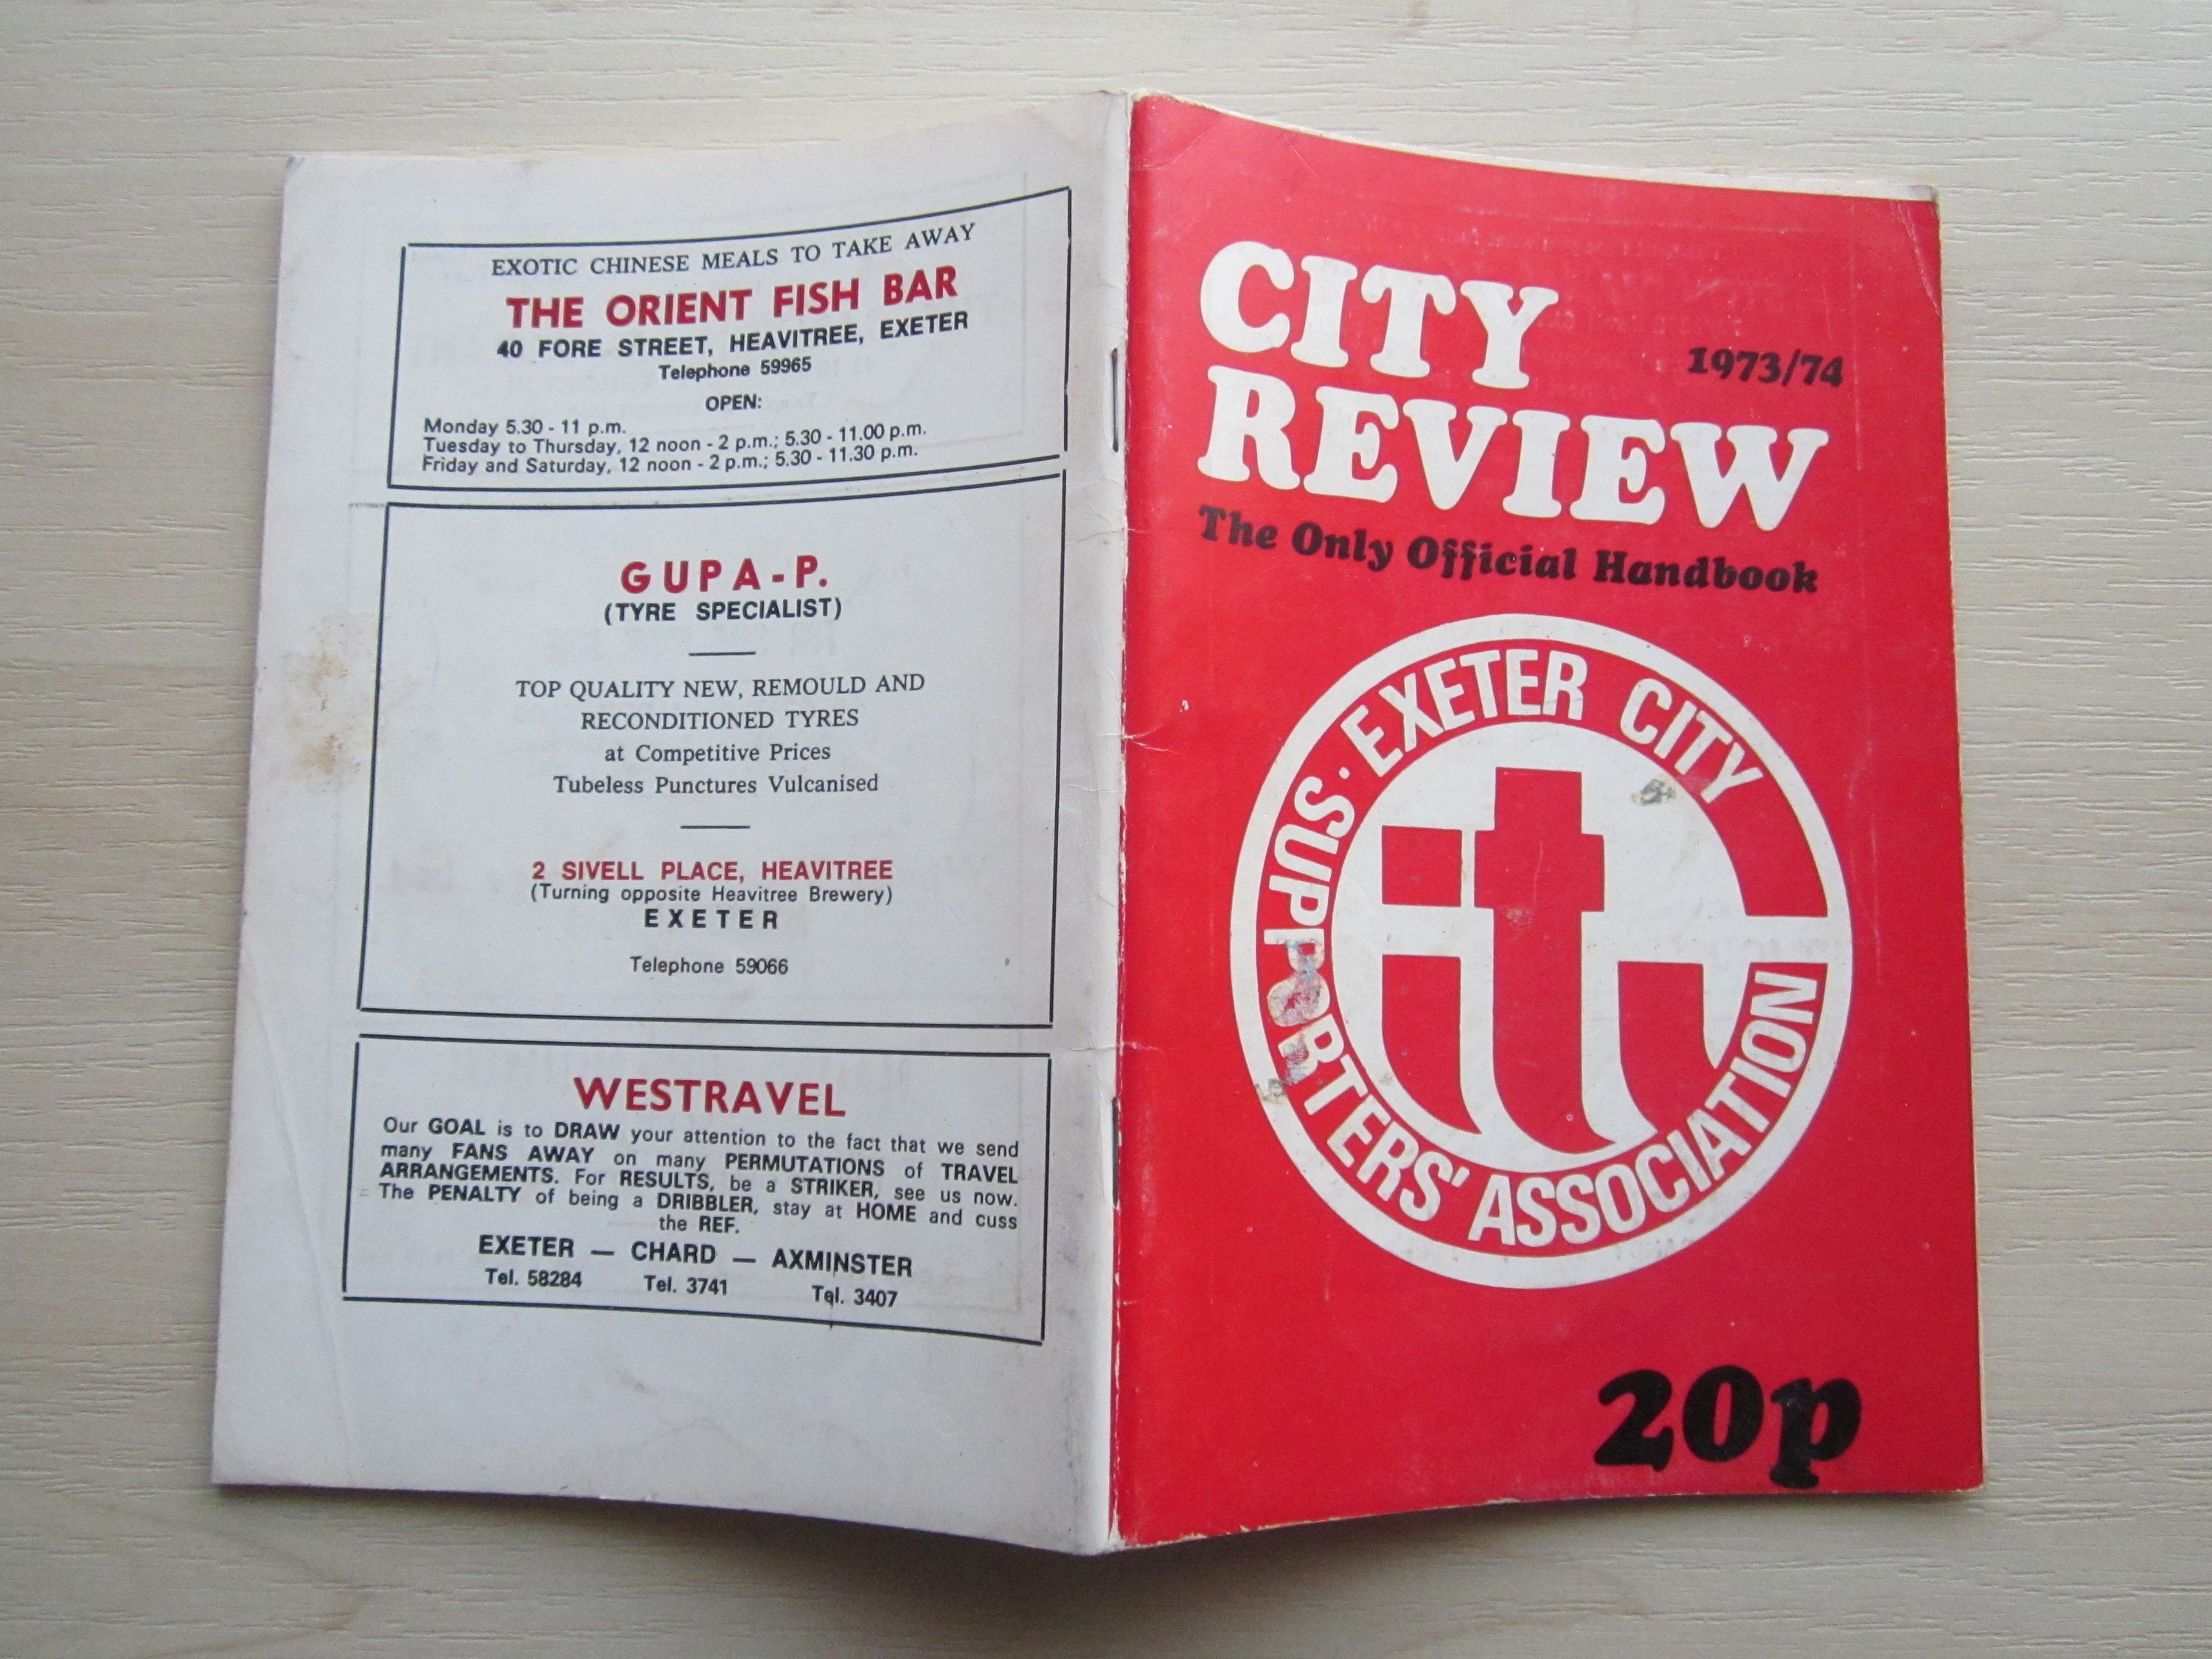 EXOTIC CHINESE MEALS TO TAKE AWAY
THE ORIENT FISH BAR
40 FORE STREET, HEAVITREE, EXETER
Telephone 59965
OPEN:
Monday 5.30 - 11 p.m.
Tuesday to Thursday, 12 noon - 2 p.m.; 5.30 - 11.00 p.m.
Friday and Saturday, 12 noon - 2 p.m.; 5.30 - 11.30 p.m.
GUPA-P.
(TYRE SPECIALIST)
TOP QUALITY NEW, REMOULD AND
RECONDITIONED TYRES
at Competitive Prices
Tubeless Punctures Vulcanised
2 SIVELL PLACE, HEAVITREE
(Turning opposite Heavitree Brewery)
EXETER
Telephone 59066
WESTRAVEL
Our GOAL is to DRAW your attention to the fact that we send
many FANS AWAY on many PERMUTATIONS of TRAVEL
ARRANGEMENTS. For RESULTS, be a STRIKER, see us now.
The PENALTY of being a DRIBBLER, stay at HOME and cuss
the REF.
EXETER — CHARD — AXMINSTER
Tel. 58284 Tel. 3741 Tel. 3407
CITY
1973/74
REVIEW
The Only Official Handbook
EXETER CITY
SUPPORTERS' ASSOCIATION
it
20p